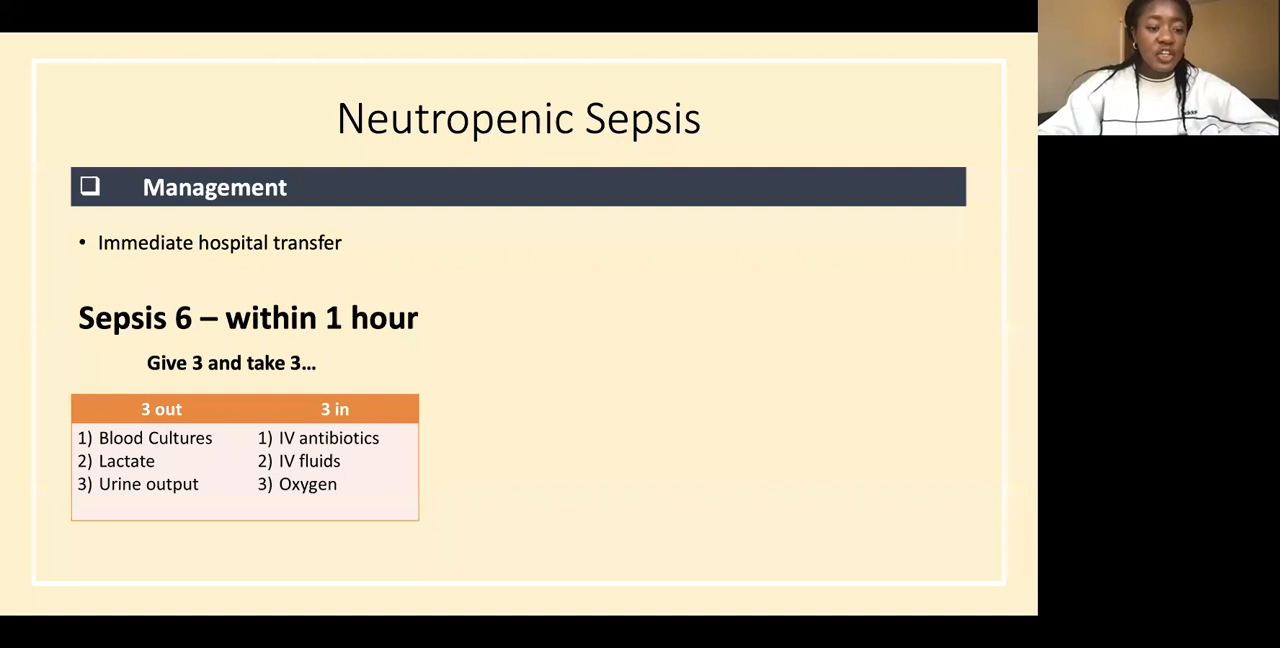 Neutropenic Sepsis
Management
• Immediate hospital transfer
Sepsis 6 – within 1 hour
Give 3 and take 3...
3 out 3 in
1) Blood Cultures 1) IV antibiotics
2) Lactate 2) IV fluids
3) Urine output 3) Oxygen